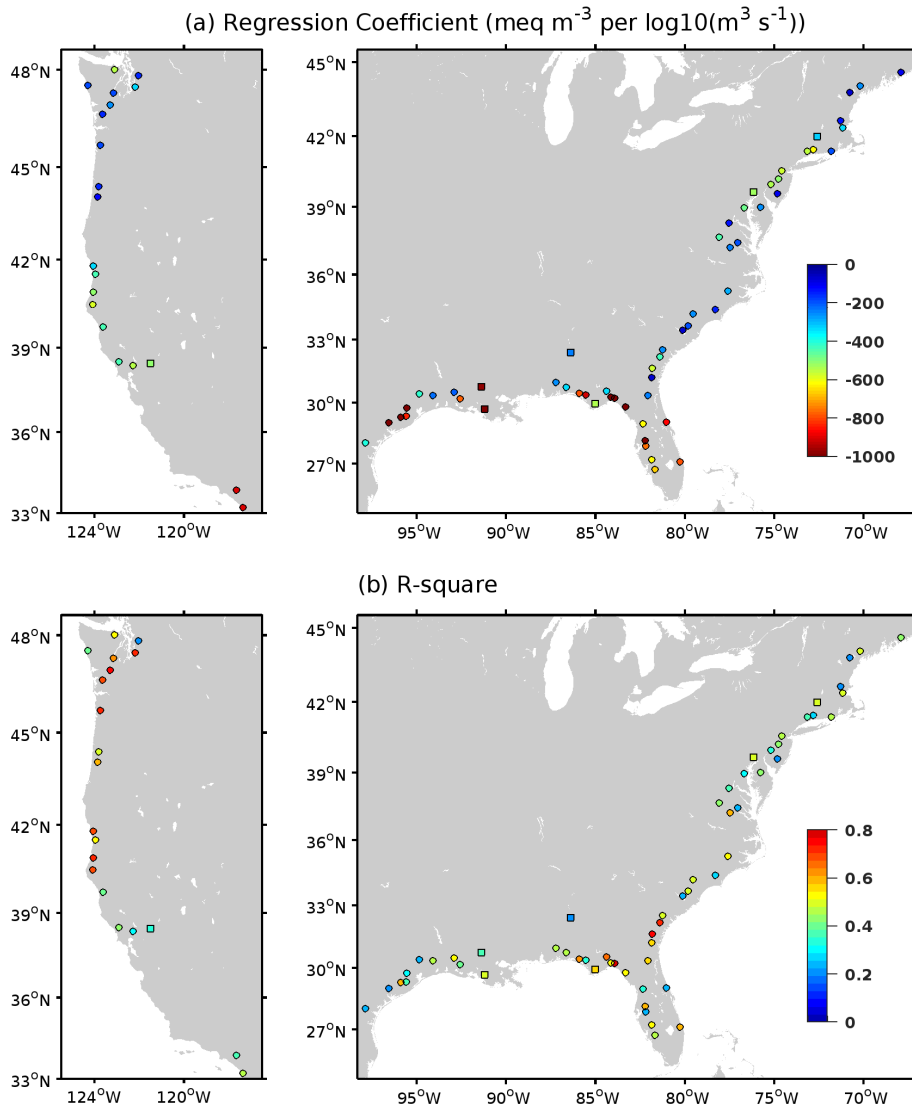 (a) Regression Coefficient (meq m⁻³ per log10(m³ s⁻¹))
48°N
45°N
42°N
39°N
36°N
33°N
124°W 120°W
45°N
42°N
39°N
36°N
33°N
30°N
27°N
95°W 90°W 85°W 80°W 75°W 70°W
0
-200
-400
-600
-800
-1000
(b) R-square
48°N
45°N
42°N
39°N
36°N
33°N
124°W 120°W
45°N
42°N
39°N
36°N
33°N
30°N
27°N
95°W 90°W 85°W 80°W 75°W 70°W
0.8
0.6
0.4
0.2
0